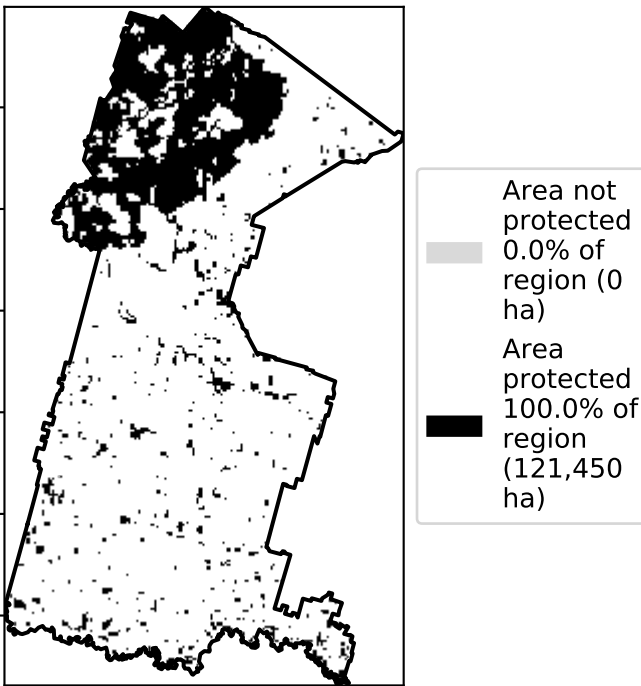 Area not
protected
0.0% of
region (0
ha)
Area
protected
100.0% of
region
(121,450
ha)